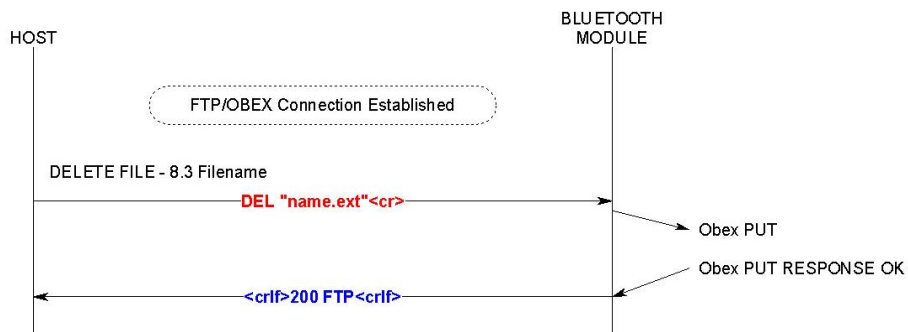 HOST
BLUETOOTH
MODULE
FTP/OBEX Connection Established
DELETE FILE - 8.3 Filename
DEL "name.ext"<cr>
Obex PUT
Obex PUT RESPONSE OK
<crlf>200 FTP<crlf>